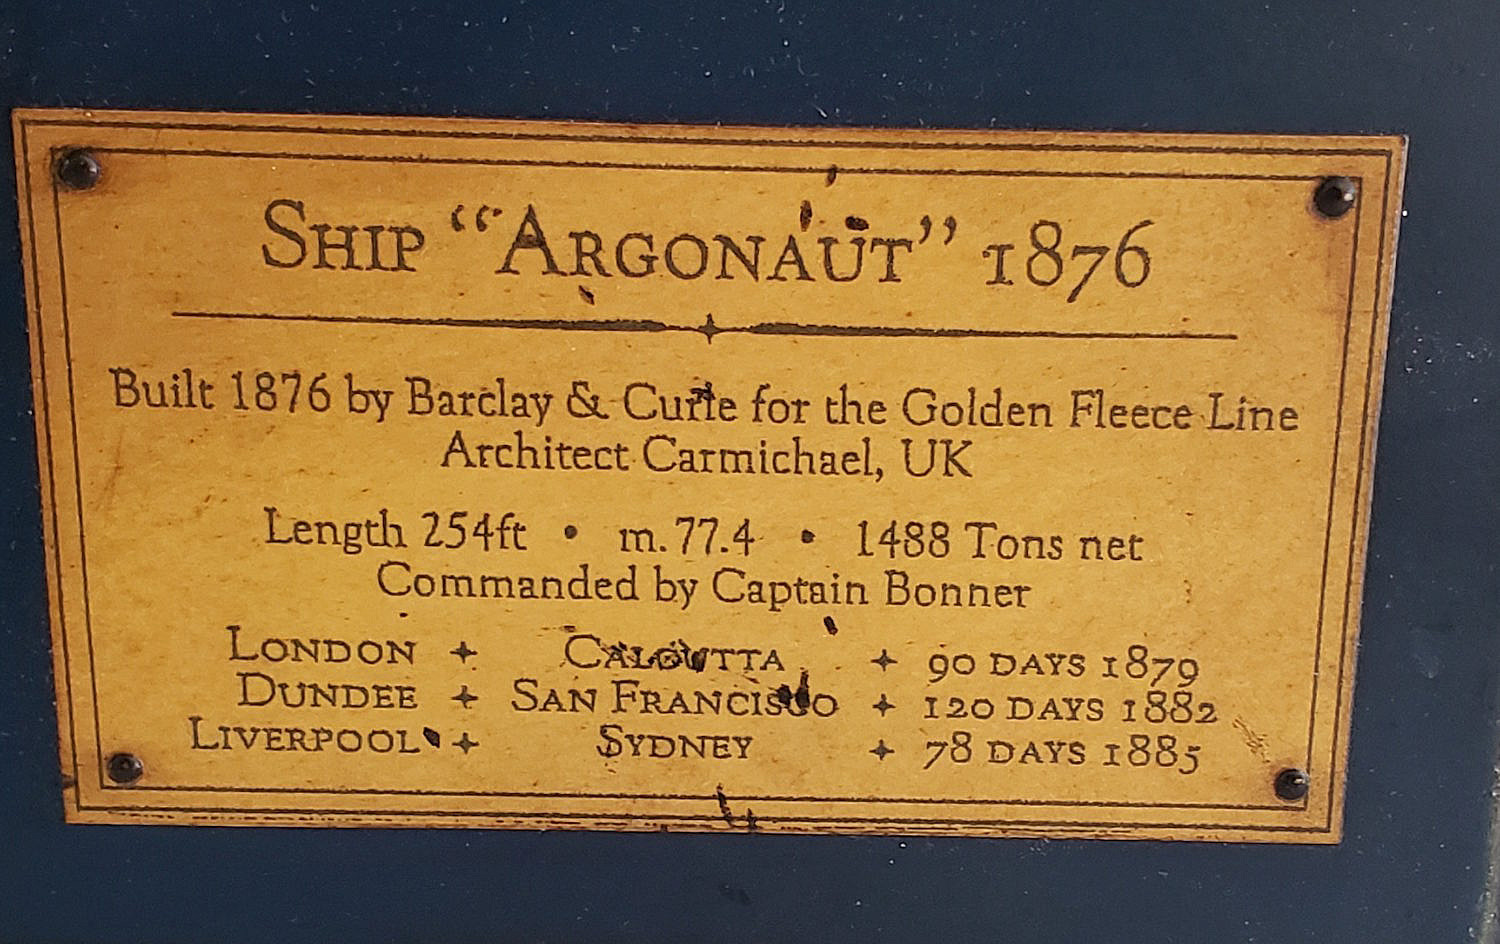 SHIP “ARGONAUT” 1876
Built 1876 by Barclay & Curle for the Golden Fleece Line
Architect Carmichael, UK
Length 254ft • m.77.4 • 1488 Tons net
Commanded by Captain Bonner
LONDON ✦ CALCUTTA ✦ 90 DAYS 1879
DUNDEE ✦ SAN FRANCISCO ✦ 120 DAYS 1882
LIVERPOOL ✦ SYDNEY ✦ 78 DAYS 1885